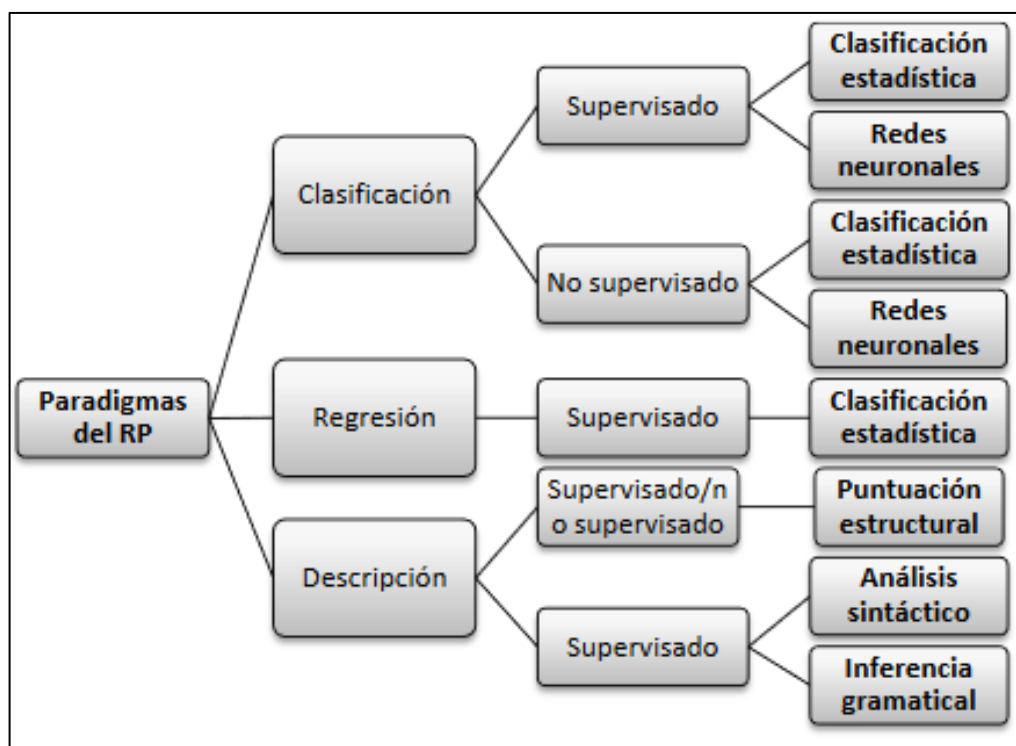 Paradigmas
del RP
Clasificación
Supervisado
Clasificación
estadística
Redes
neuronales
No supervisado
Clasificación
estadística
Redes
neuronales
Regresión
Supervisado
Clasificación
estadística
Descripción
Supervisado/n
o supervisado
Puntuación
estructural
Supervisado
Análisis
sintáctico
Inferencia
gramatical